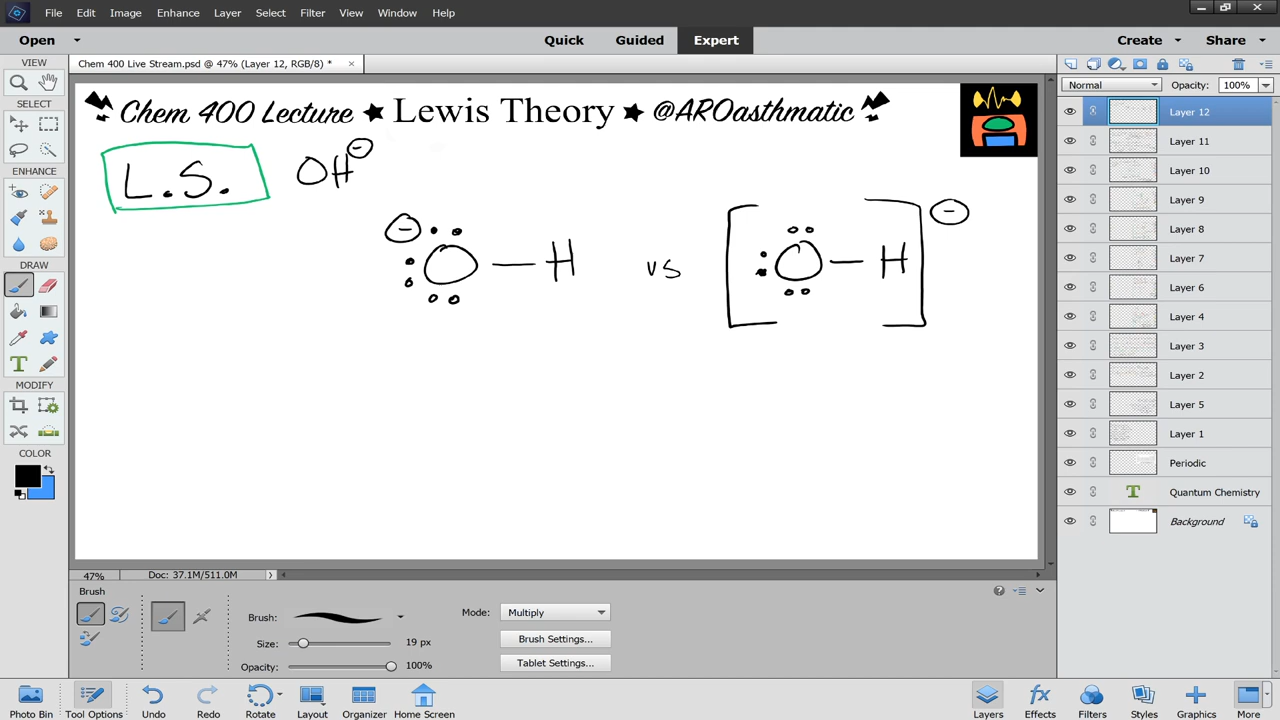 File Edit Image Enhance Layer Select Filter View Window Help
Open Quick Guided Expert Create Share
Chem 400 Live Stream.psd @ 47% (Layer 12, RGB/8) * ×
VIEW
SELECT
ENHANCE
DRAW
MODIFY
COLOR
Chem 400 Lecture ★ Lewis Theory ★ @AROasthmatic
L.S. OH⊖
⊖ O — H vs [ O — H ] ⊖
Normal Opacity: 100%
Layer 12
Layer 11
Layer 10
Layer 9
Layer 8
Layer 7
Layer 6
Layer 4
Layer 3
Layer 2
Layer 5
Layer 1
Periodic
T Quantum Chemistry
Background
47% Doc: 37.1M/511.0M
Brush
Brush: Mode: Multiply
Size: 19 px Brush Settings...
Opacity: 100% Tablet Settings...
Photo Bin Tool Options Undo Redo Rotate Layout Organizer Home Screen Layers Effects Filters Styles Graphics More